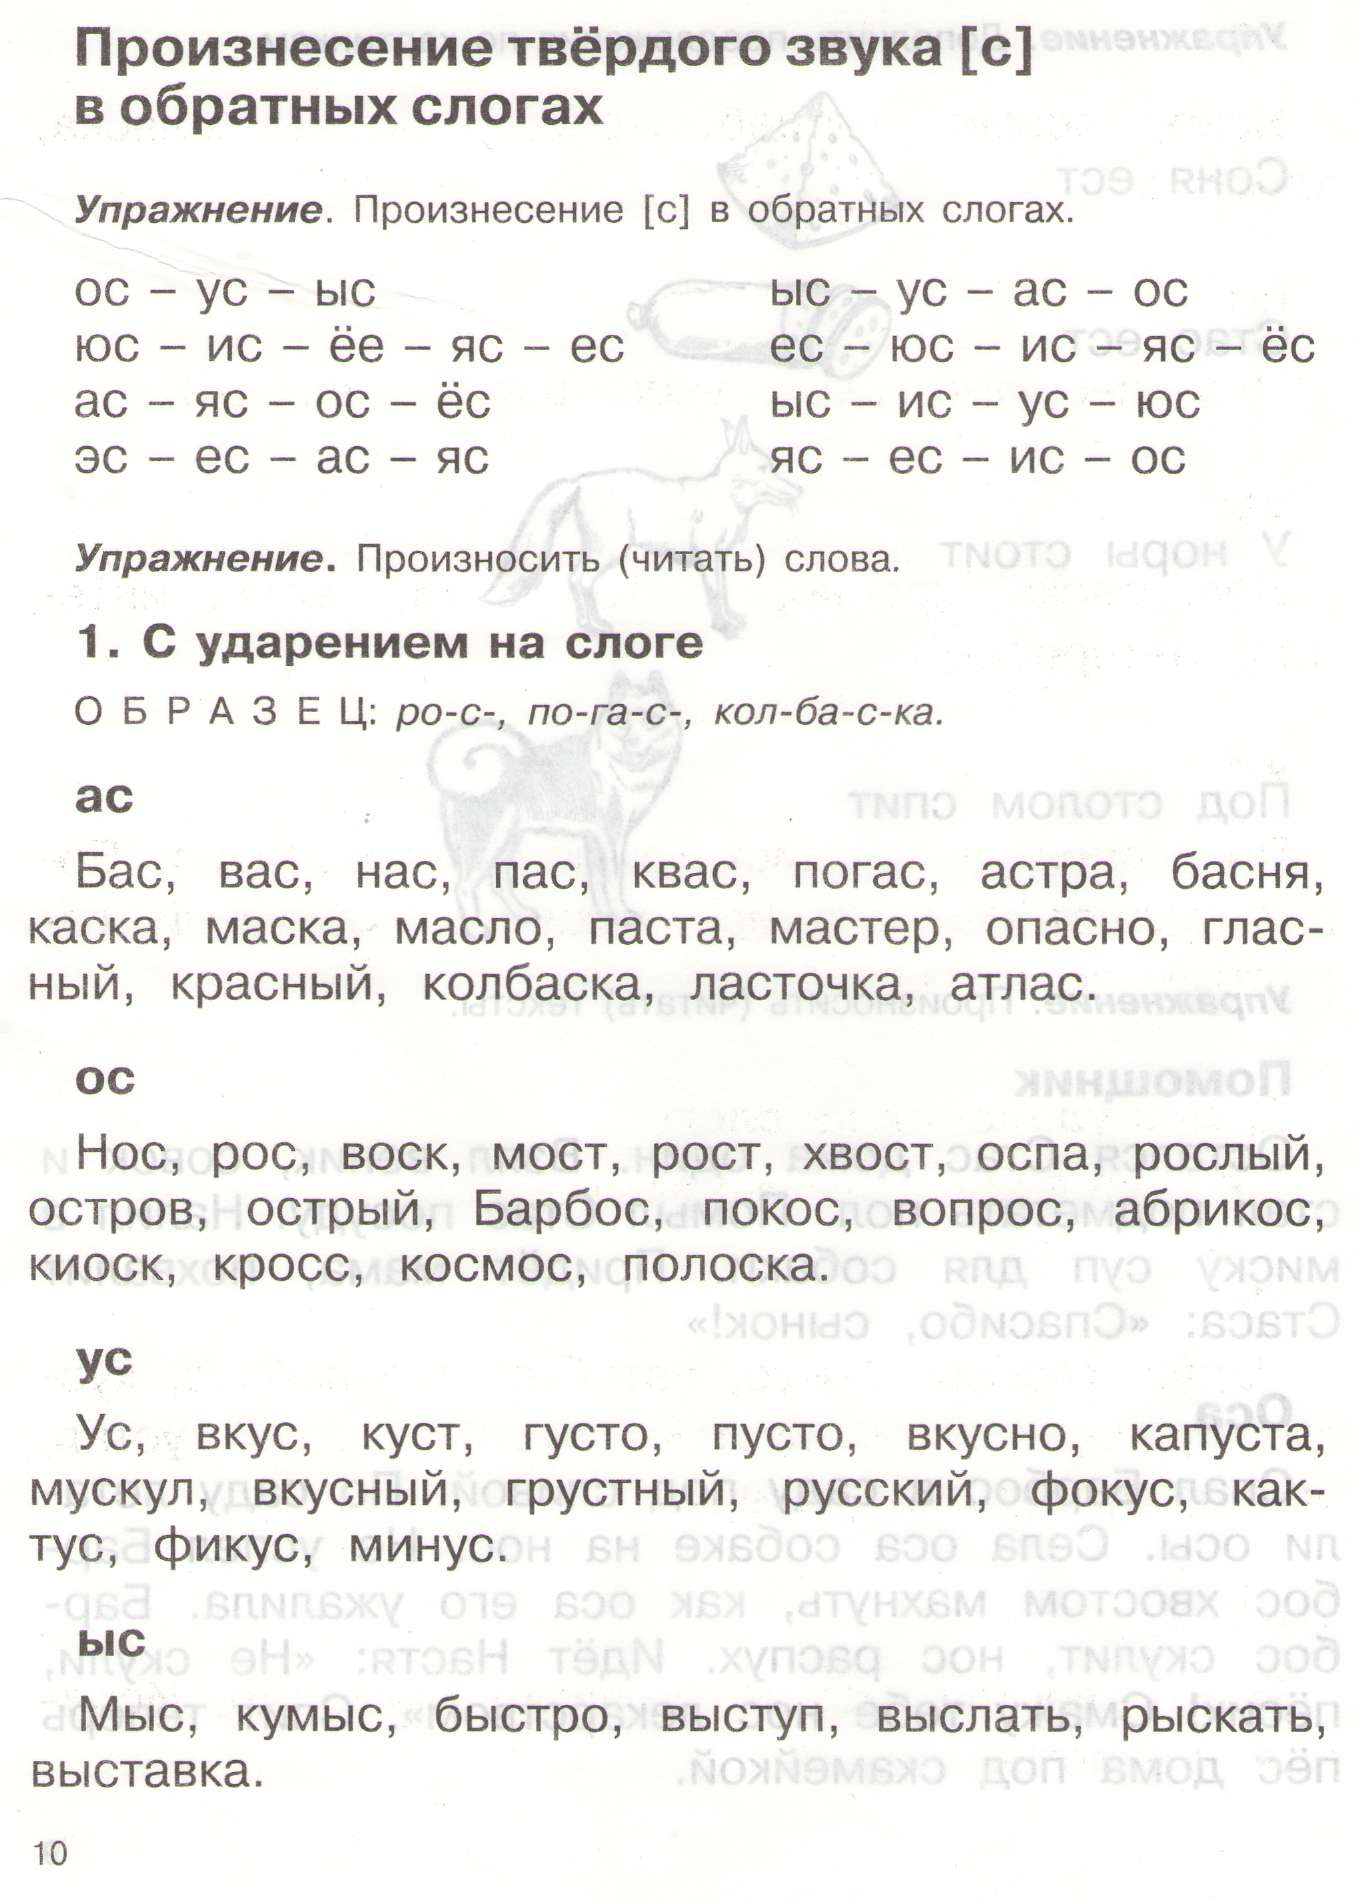 Произнесение твёрдого звука [с]
в обратных слогах
Упражнение. Произнесение [с] в обратных слогах.
ос – ус – ыс
юс – ис – ёе – яс – ес
ас – яс – ос – ёс
эс – ес – ас – яс
ыс – ус – ас – ос
ес – юс – ис – яс – ёс
ыс – ис – ус – юс
яс – ес – ис – ос
Упражнение. Произносить (читать) слова.
1. С ударением на слоге
О Б Р А З Е Ц: ро-с-, по-га-с-, кол-ба-с-ка.
ас
Бас, вас, нас, пас, квас, погас, астра, басня,
каска, маска, масло, паста, мастер, опасно, глас-
ный, красный, колбаска, ласточка, атлас.
ос
Нос, рос, воск, мост, рост, хвост, оспа, рослый,
остров, острый, Барбос, покос, вопрос, абрикос,
киоск, кросс, космос, полоска.
ус
Ус, вкус, куст, густо, пусто, вкусно, капуста,
мускул, вкусный, грустный, русский, фокус, как-
тус, фикус, минус.
ыс
Мыс, кумыс, быстро, выступ, выслать, рыскать,
выставка.
10